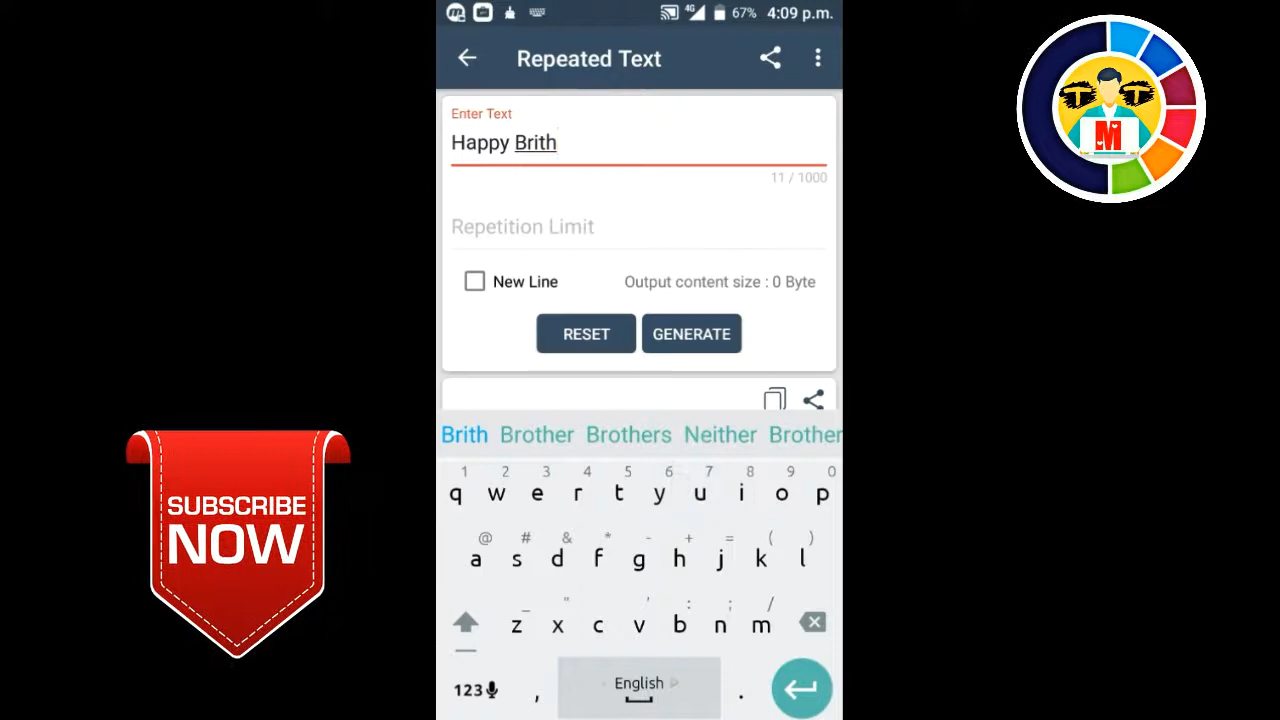 67% 4:09 p.m.
Repeated Text
Enter Text
Happy Brith
11 / 1000
Repetition Limit
New Line Output content size : 0 Byte
RESET GENERATE
Brith Brother Brothers Neither Brother
1 2 3 4 5 6 7 8 9 0
q w e r t y u i o p
@ # & * - + = ( )
a s d f g h j k l
_ " ' : ; /
z x c v b n m
123 , English .
SUBSCRIBE
NOW
T T
M
4G